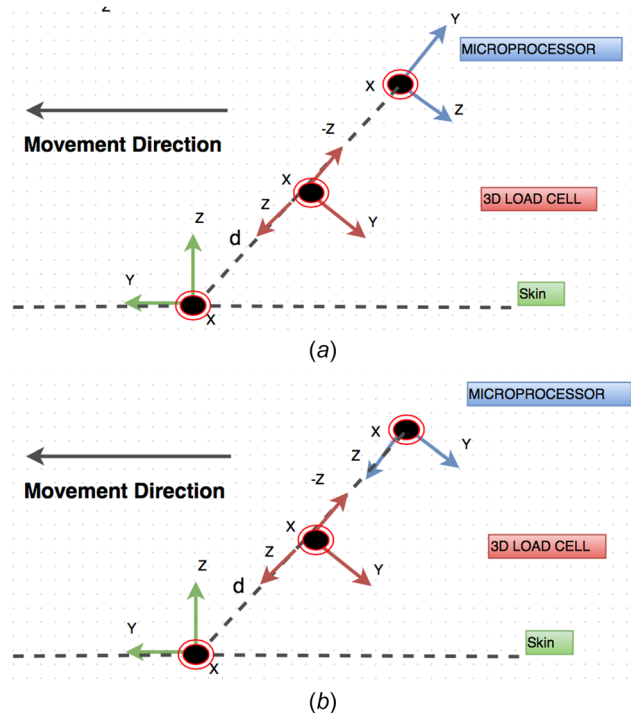 z
Y
MICROPROCESSOR
X
Z
-Z
Movement Direction
X
3D LOAD CELL
Z
Y
Z
d
Y
Skin
X
(a)
MICROPROCESSOR
X
Y
Z
-Z
Movement Direction
X
3D LOAD CELL
Z
Z
d
Y
Y
Skin
X
(b)